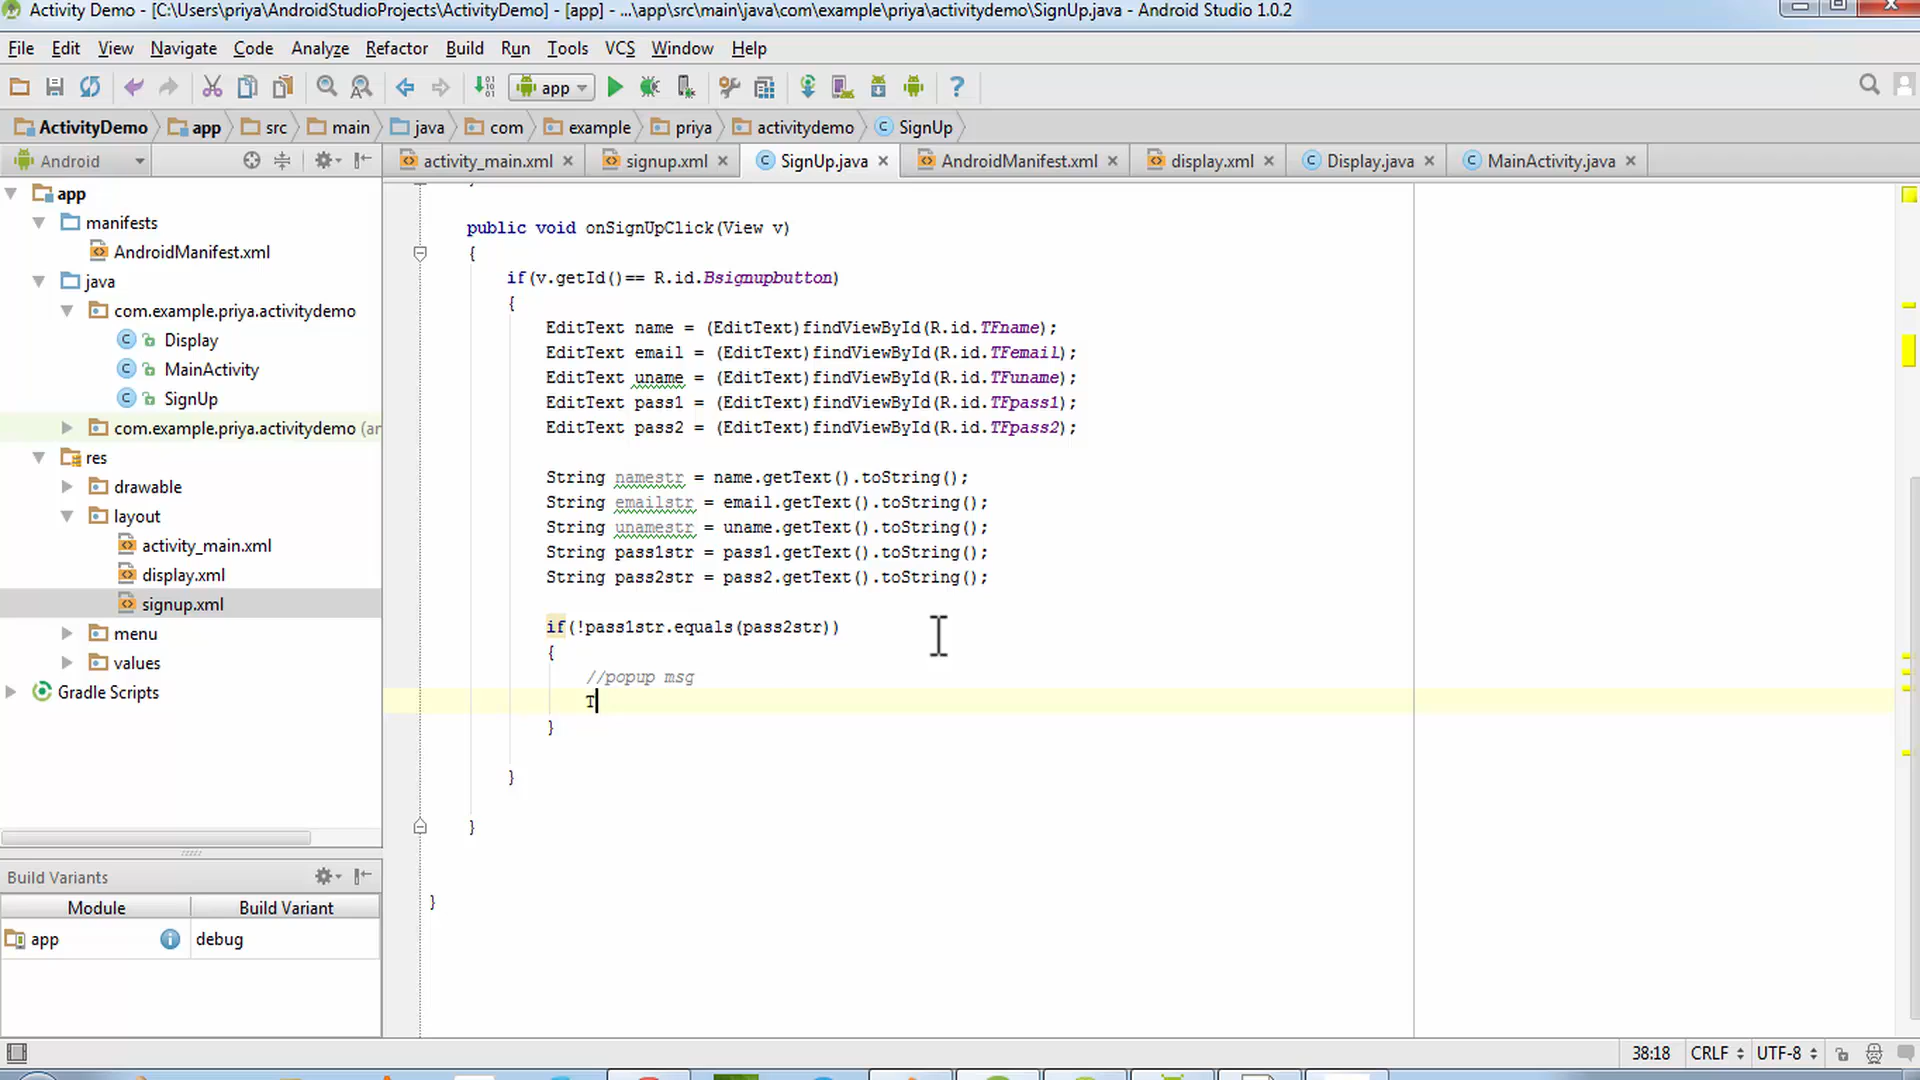 Activity Demo - [C:\Users\priya\AndroidStudioProjects\ActivityDemo] - [app] - ...\app\src\main\java\com\example\priya\activitydemo\SignUp.java - Android Studio 1.0.2
File Edit View Navigate Code Analyze Refactor Build Run Tools VCS Window Help
app
ActivityDemo app src main java com example priya activitydemo SignUp
Android
activity_main.xml signup.xml SignUp.java AndroidManifest.xml display.xml Display.java MainActivity.java
app
manifests
AndroidManifest.xml
java
com.example.priya.activitydemo
Display
MainActivity
SignUp
com.example.priya.activitydemo (ar
res
drawable
layout
activity_main.xml
display.xml
signup.xml
menu
values
Gradle Scripts
public void onSignUpClick(View v)
{
if(v.getId()== R.id.Bsignupbutton)
{
EditText name = (EditText)findViewById(R.id.TFname);
EditText email = (EditText)findViewById(R.id.TFemail);
EditText uname = (EditText)findViewById(R.id.TFuname);
EditText pass1 = (EditText)findViewById(R.id.TFpass1);
EditText pass2 = (EditText)findViewById(R.id.TFpass2);
String namestr = name.getText().toString();
String emailstr = email.getText().toString();
String unamestr = uname.getText().toString();
String pass1str = pass1.getText().toString();
String pass2str = pass2.getText().toString();
if(!pass1str.equals(pass2str))
{
//popup msg
T
}
}
}
}
Build Variants
Module Build Variant
app debug
38:18 CRLF UTF-8